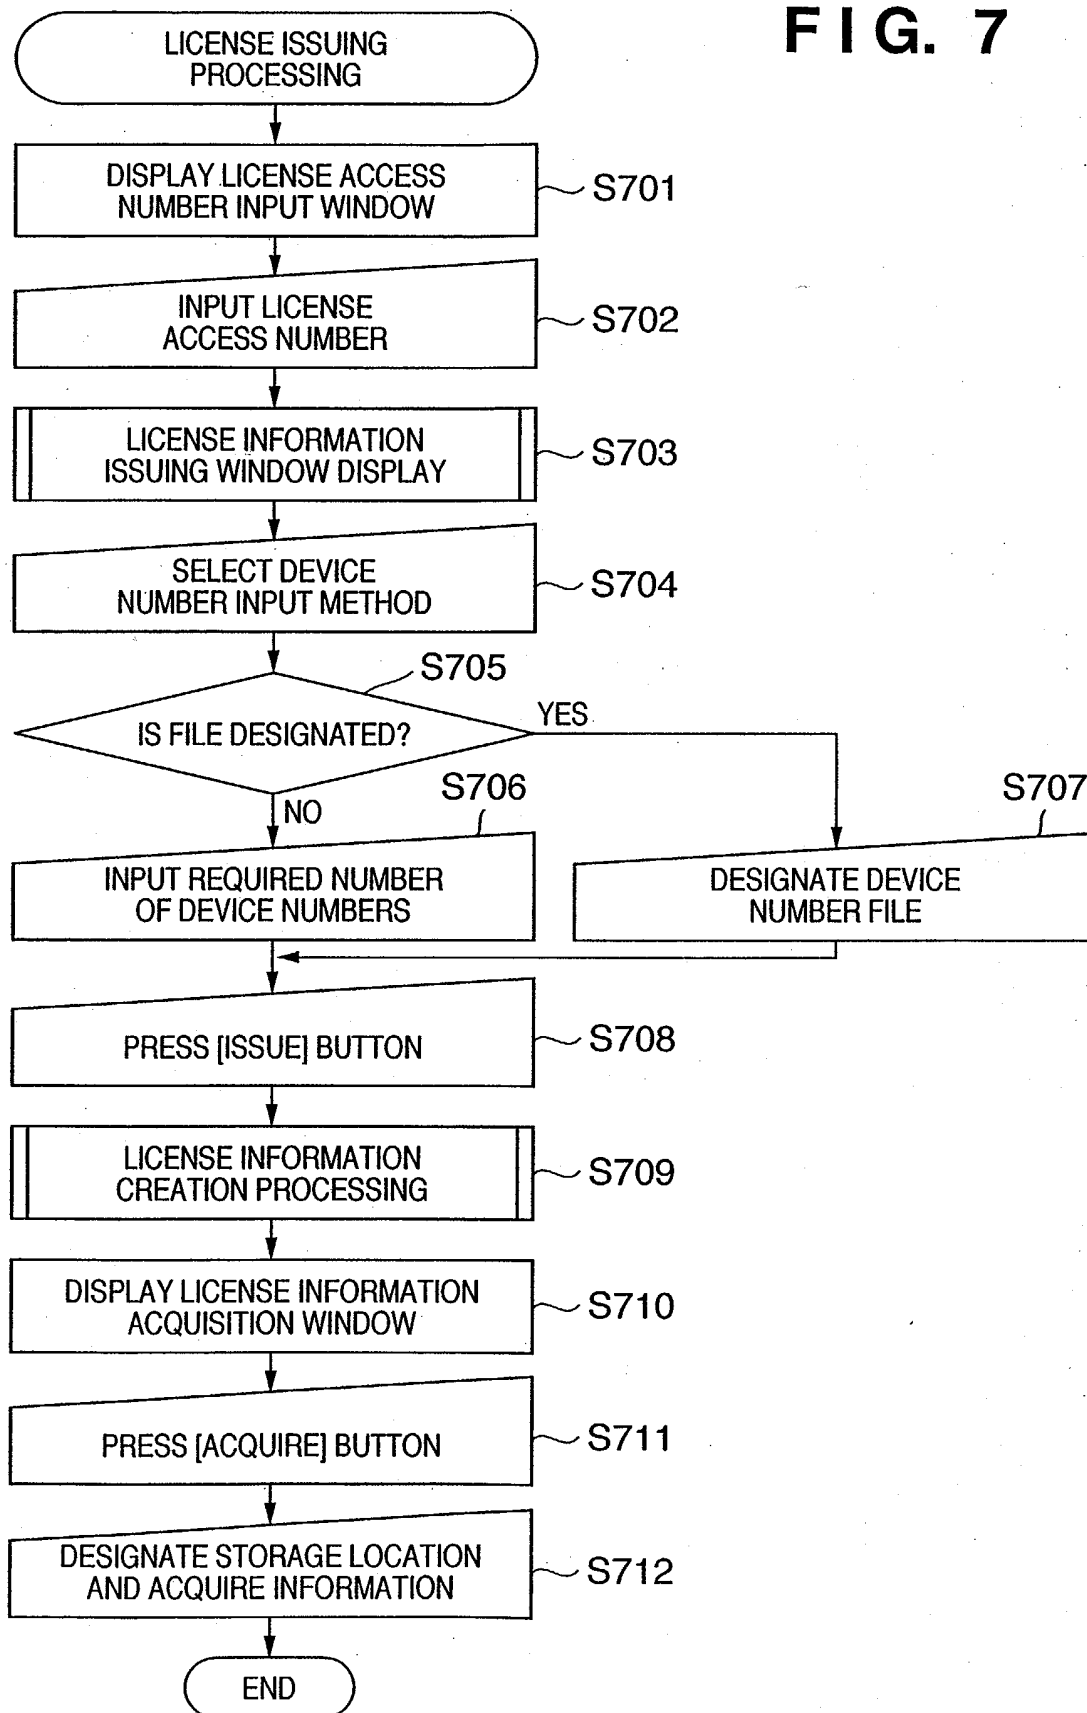 FIG. 7
LICENSE ISSUING
PROCESSING
DISPLAY LICENSE ACCESS
NUMBER INPUT WINDOW
S701
INPUT LICENSE
ACCESS NUMBER
S702
LICENSE INFORMATION
ISSUING WINDOW DISPLAY
S703
SELECT DEVICE
NUMBER INPUT METHOD
S704
S705
IS FILE DESIGNATED?
YES
NO
S706
INPUT REQUIRED NUMBER
OF DEVICE NUMBERS
S707
DESIGNATE DEVICE
NUMBER FILE
PRESS [ISSUE] BUTTON
S708
LICENSE INFORMATION
CREATION PROCESSING
S709
DISPLAY LICENSE INFORMATION
ACQUISITION WINDOW
S710
PRESS [ACQUIRE] BUTTON
S711
DESIGNATE STORAGE LOCATION
AND ACQUIRE INFORMATION
S712
END